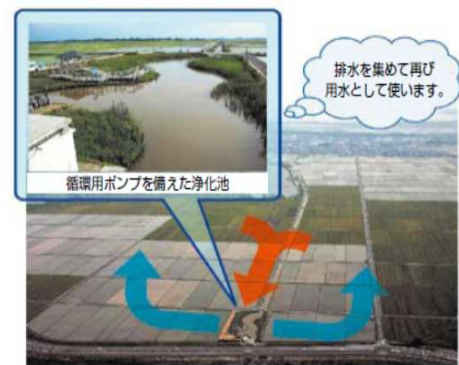 排水を集めて再び
用水として使います。
循環用ポンプを備えた浄化池